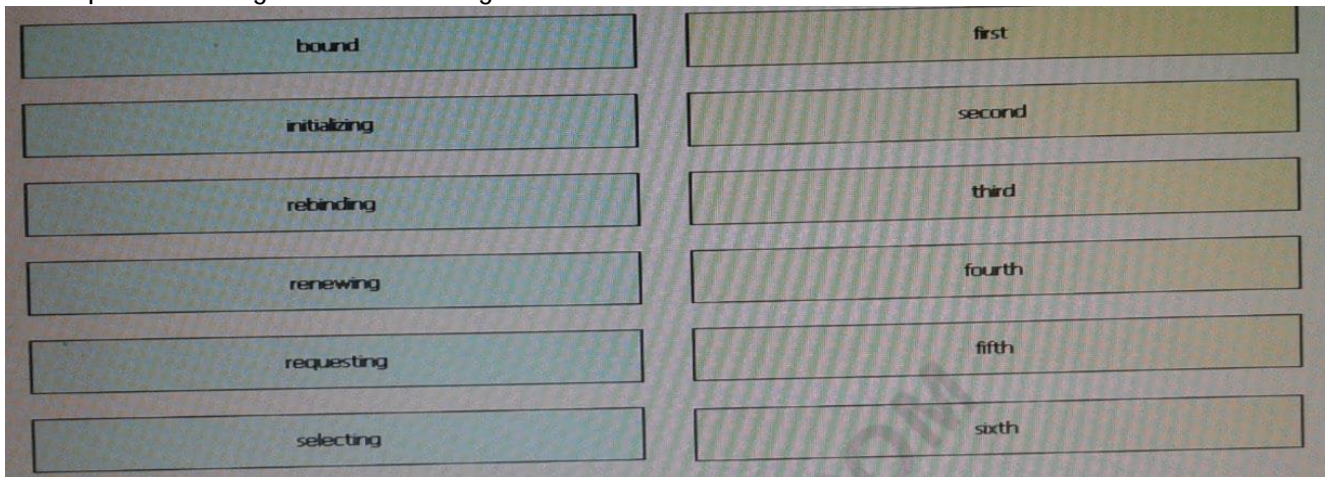 bound
first
initializing
second
rebinding
third
renewing
fourth
requesting
fifth
selecting
sixth